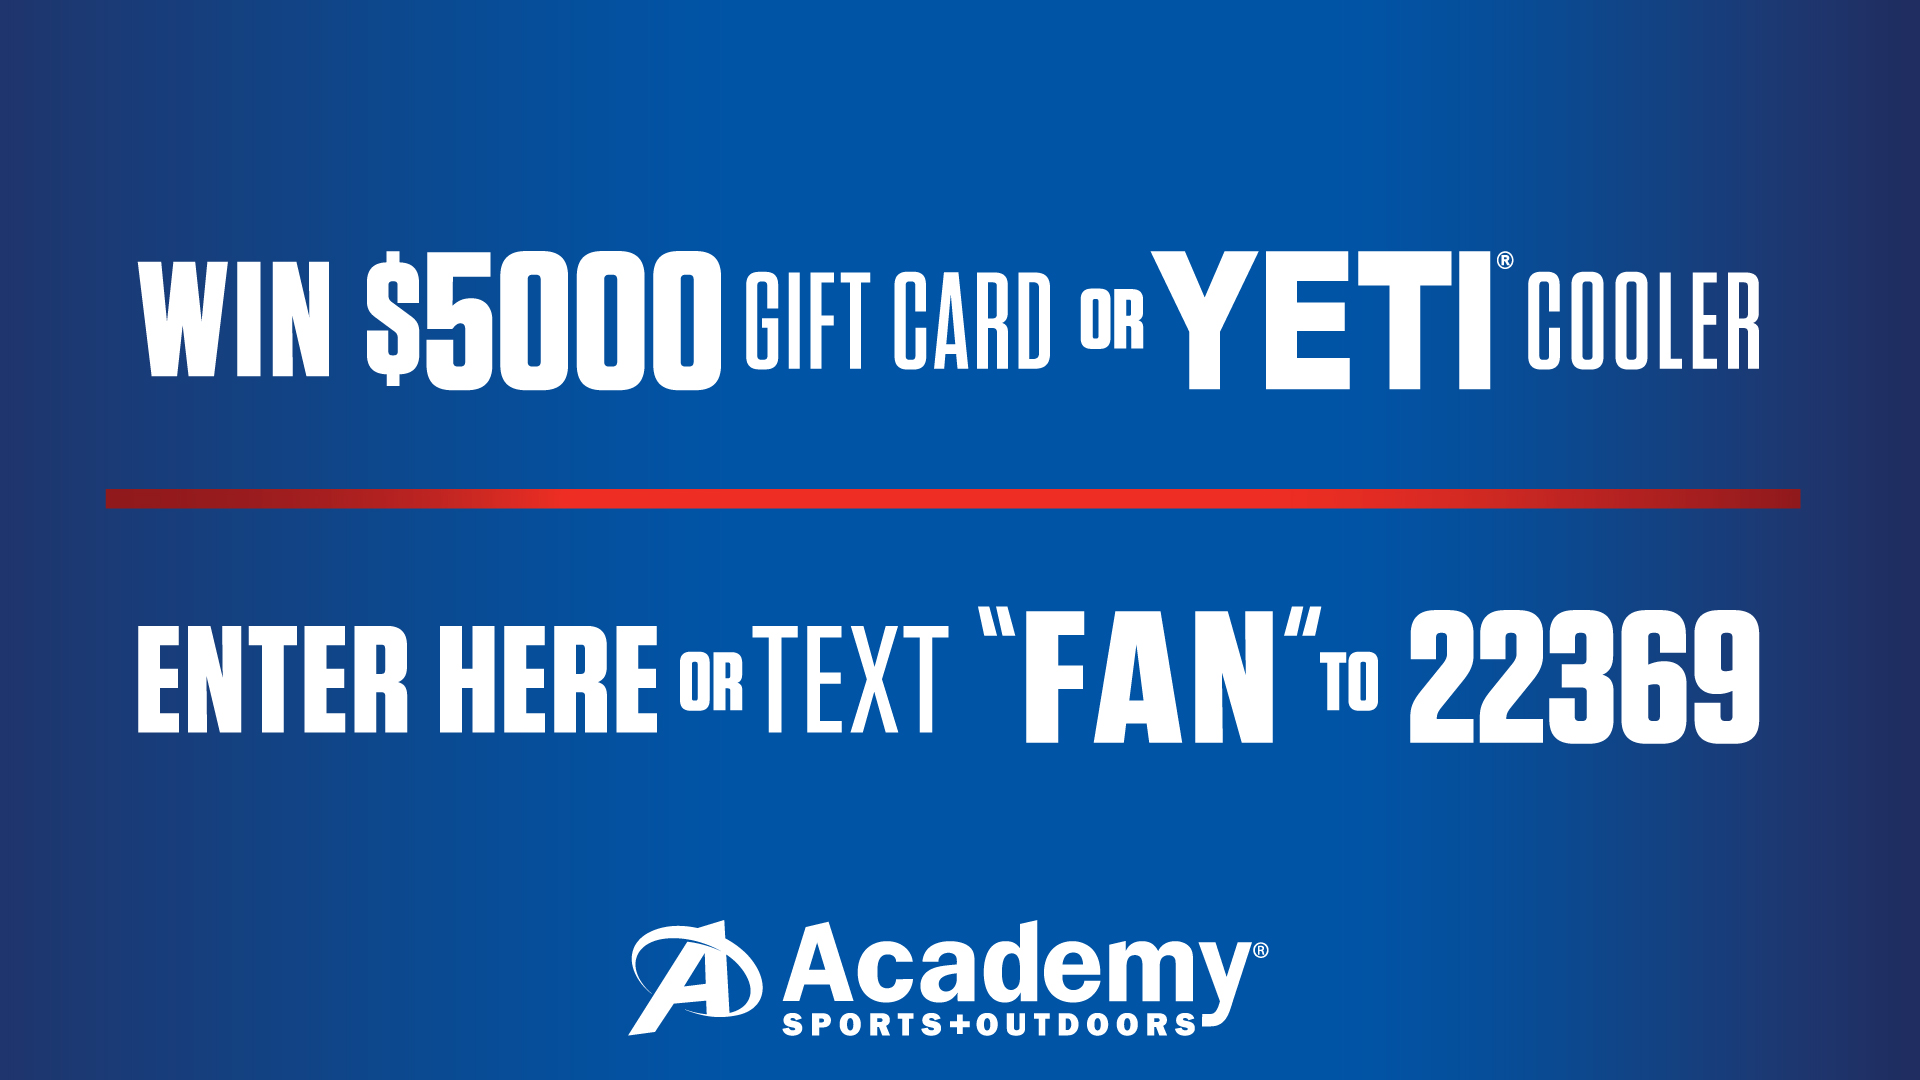 WIN $5000 GIFT CARD OR YETI® COOLER
ENTER HERE OR TEXT "FAN" TO 22369
Academy®
SPORTS+OUTDOORS